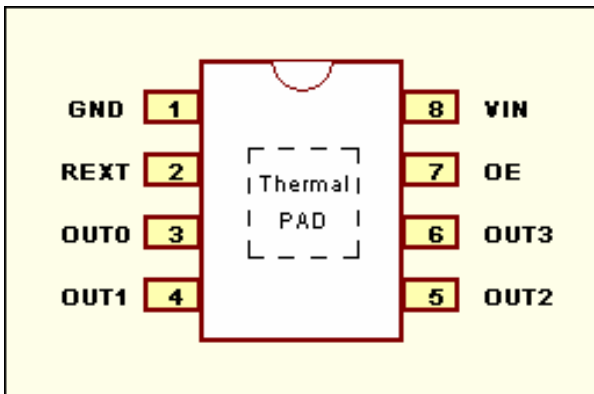 GND 1 8 VIN
REXT 2 7 OE
Thermal
OUT0 3 PAD 6 OUT3
OUT1 4 5 OUT2